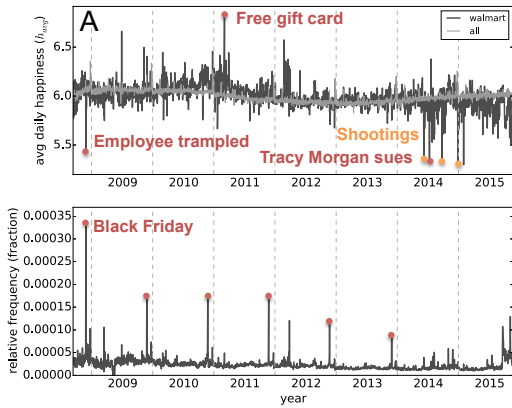 A
Free gift card
walmart
all
avg daily happiness (h_avg)
6.5
6.0
5.5
Employee trampled
Shootings
Tracy Morgan sues
2009 2010 2011 2012 2013 2014 2015
relative frequency (fraction)
0.00035
0.00030
0.00025
0.00020
0.00015
0.00010
0.00005
0.00000
Black Friday
2009 2010 2011 2012 2013 2014 2015
year